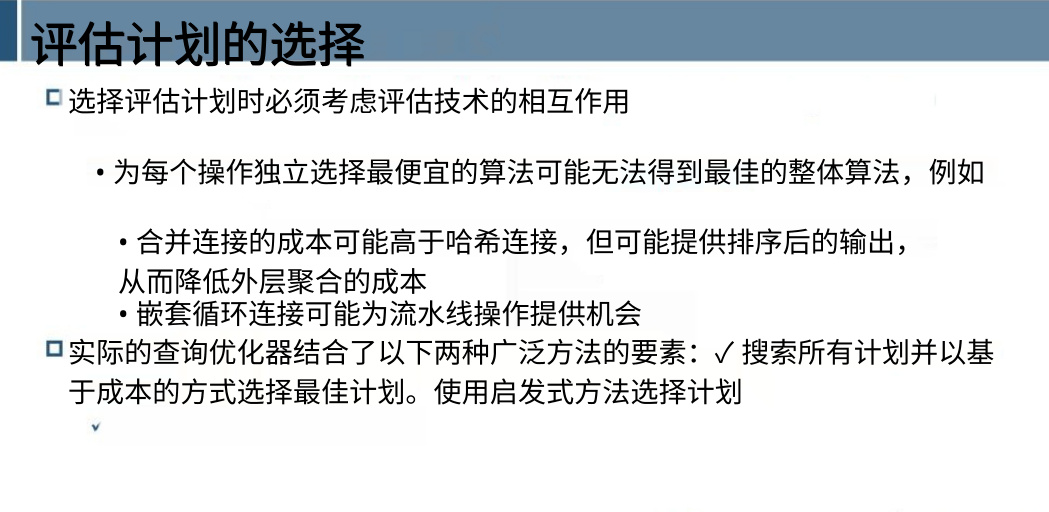 评估计划的选择
选择评估计划时必须考虑评估技术的相互作用
• 为每个操作独立选择最便宜的算法可能无法得到最佳的整体算法，例如
• 合并连接的成本可能高于哈希连接，但可能提供排序后的输出，
从而降低外层聚合的成本
• 嵌套循环连接可能为流水线操作提供机会
实际的查询优化器结合了以下两种广泛方法的要素：✓ 搜索所有计划并以基
于成本的方式选择最佳计划。使用启发式方法选择计划